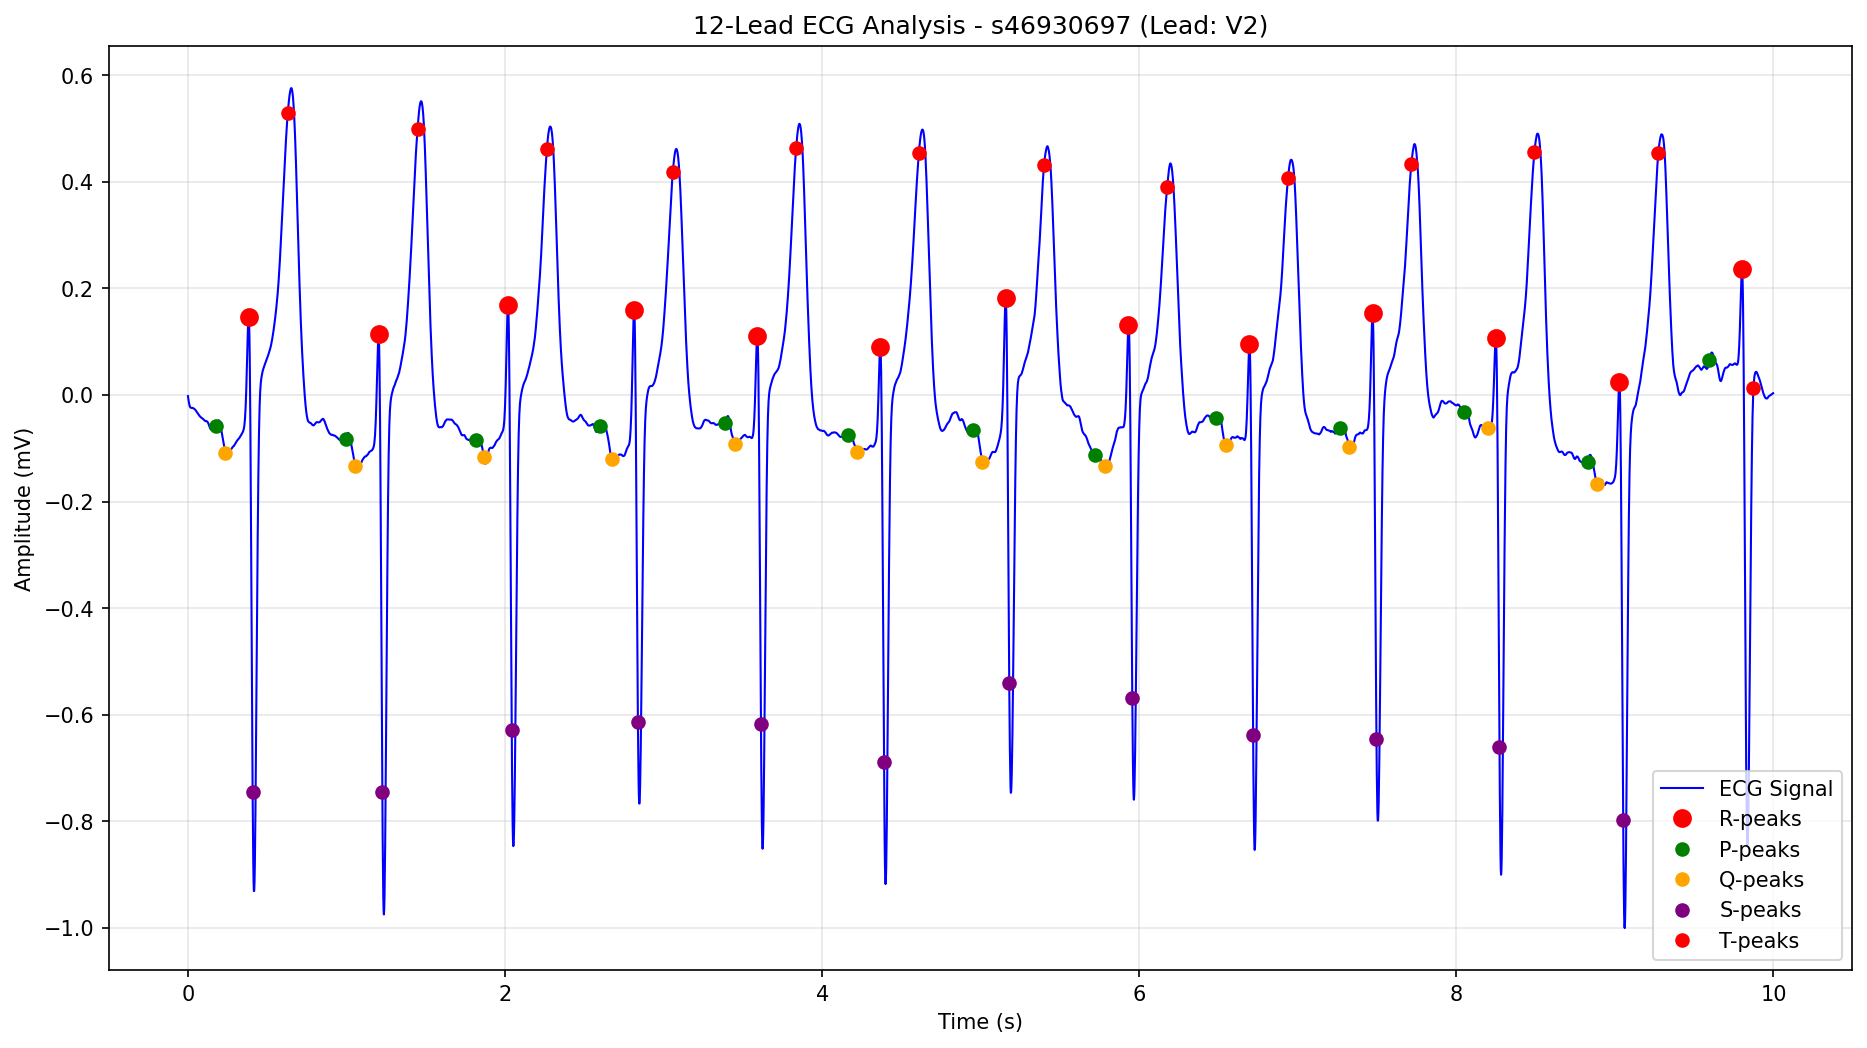 12-Lead ECG Analysis - s46930697 (Lead: V2)
Amplitude (mV)
0.6
0.4
0.2
0.0
−0.2
−0.4
−0.6
−0.8
−1.0
ECG Signal
R-peaks
P-peaks
Q-peaks
S-peaks
T-peaks
0 2 4 6 8 10
Time (s)